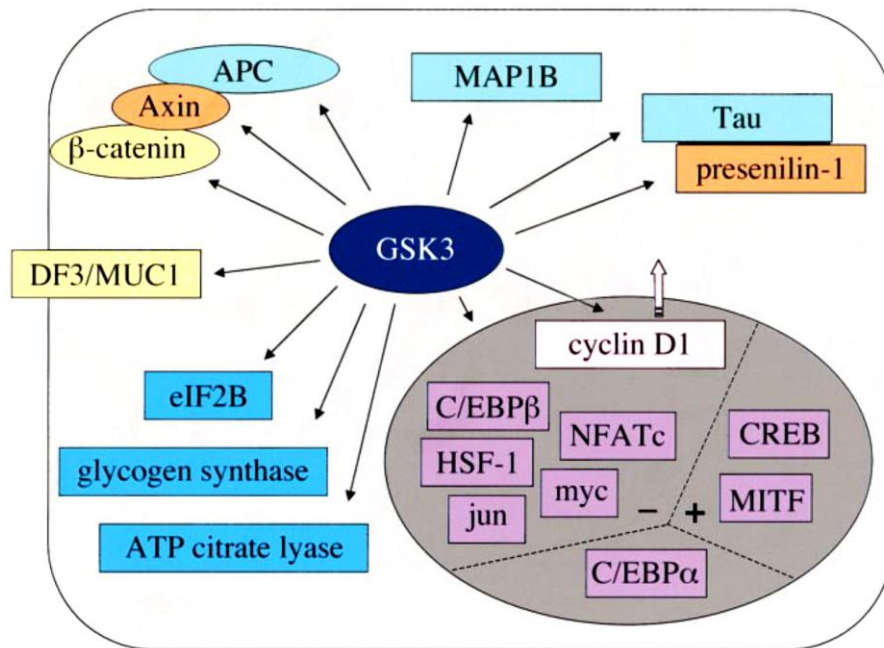 APC
MAP1B
Axin
Tau
β-catenin
presenilin-1
GSK3
DF3/MUC1
cyclin D1
eIF2B
C/EBPβ
NFATc
CREB
glycogen synthase
HSF-1
myc
MITF
jun
− +
ATP citrate lyase
C/EBPα